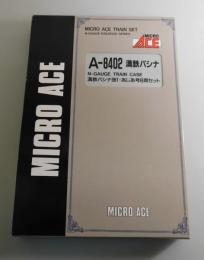 MICRO ACE TRAIN SET
MICRO
ACE
A-8402 満鉄パシナ
N-GAUGE TRAIN CASE
MICRO ACE
MICRO ACE